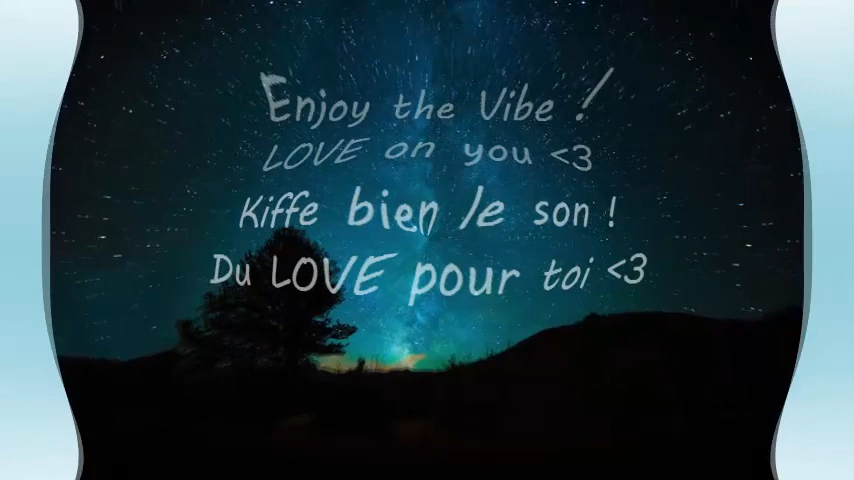 Enjoy the Vibe !
LOVE on you <3
Kiffe bien le son !
Du LOVE pour toi <3